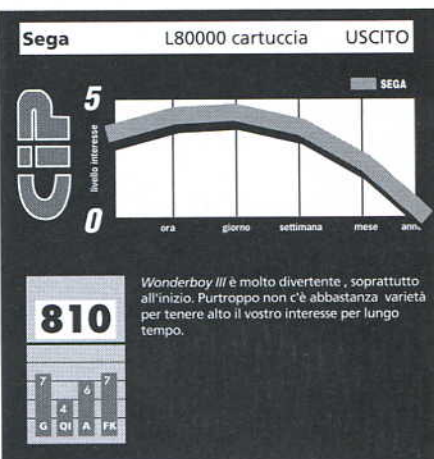 Sega L80000 cartuccia USCITO
SEGA
CIP
5
livello interesse
0
ora giorno settimana mese anno
810
7 4 6 7
G QI A FK
Wonderboy III è molto divertente , soprattutto
all'inizio. Purtroppo non c'è abbastanza varietà
per tenere alto il vostro interesse per lungo
tempo.